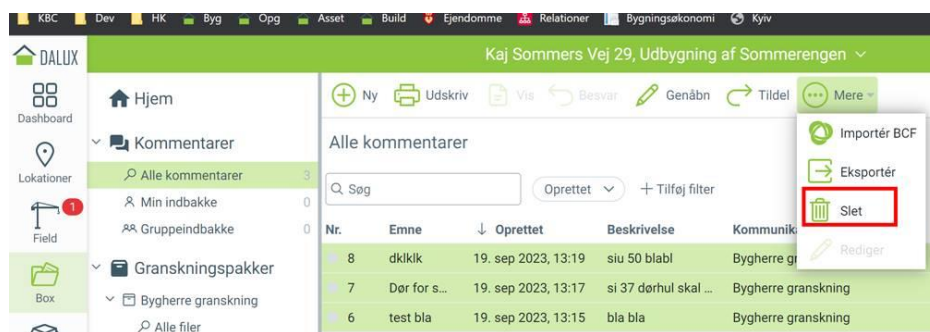 KBC Dev HK Byg Opg Asset Build Ejendomme Relationer Bygningsøkonomi Kyiv
DALUX
Kaj Sommers Vej 29, Udbygning af Sommerengen
Dashboard
Lokationer
1
Field
Box
Hjem
Kommentarer
Alle kommentarer 3
Min indbakke 0
Gruppeindbakke 0
Granskningspakker
Bygherre granskning
Alle filer
Ny Udskriv Vis Besvar Genåbn Tildel Mere
Alle kommentarer
Søg Oprettet Tilføj filter
Nr. Emne Oprettet Beskrivelse
8 dklklk 19. sep 2023, 13:19 siu 50 blabl Bygherre
7 Dør for s... 19. sep 2023, 13:17 si 37 dørhul skal ... Bygherre granskning
6 test bla 19. sep 2023, 13:15 bla bla Bygherre granskning
Importér BCF
Eksportér
Slet
Rediger